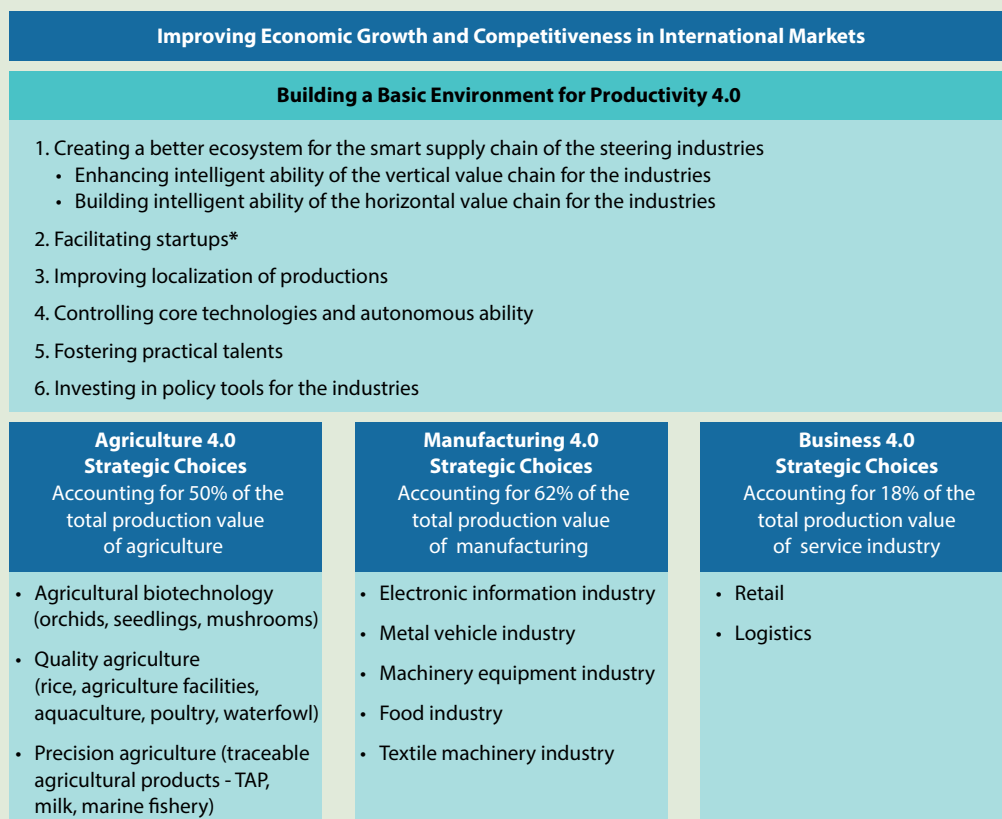 Improving Economic Growth and Competitiveness in International Markets
Building a Basic Environment for Productivity 4.0
1. Creating a better ecosystem for the smart supply chain of the steering industries
• Enhancing intelligent ability of the vertical value chain for the industries
• Building intelligent ability of the horizontal value chain for the industries
2. Facilitating startups*
3. Improving localization of productions
4. Controlling core technologies and autonomous ability
5. Fostering practical talents
6. Investing in policy tools for the industries
Agriculture 4.0
Strategic Choices
Accounting for 50% of the
total production value
of agriculture
• Agricultural biotechnology
(orchids, seedlings, mushrooms)
• Quality agriculture
(rice, agriculture facilities,
aquaculture, poultry, waterfowl)
• Precision agriculture (traceable
agricultural products - TAP,
milk, marine fishery)
Manufacturing 4.0
Strategic Choices
Accounting for 62% of the
total production value
of manufacturing
• Electronic information industry
• Metal vehicle industry
• Machinery equipment industry
• Food industry
• Textile machinery industry
Business 4.0
Strategic Choices
Accounting for 18% of the
total production value
of service industry
• Retail
• Logistics